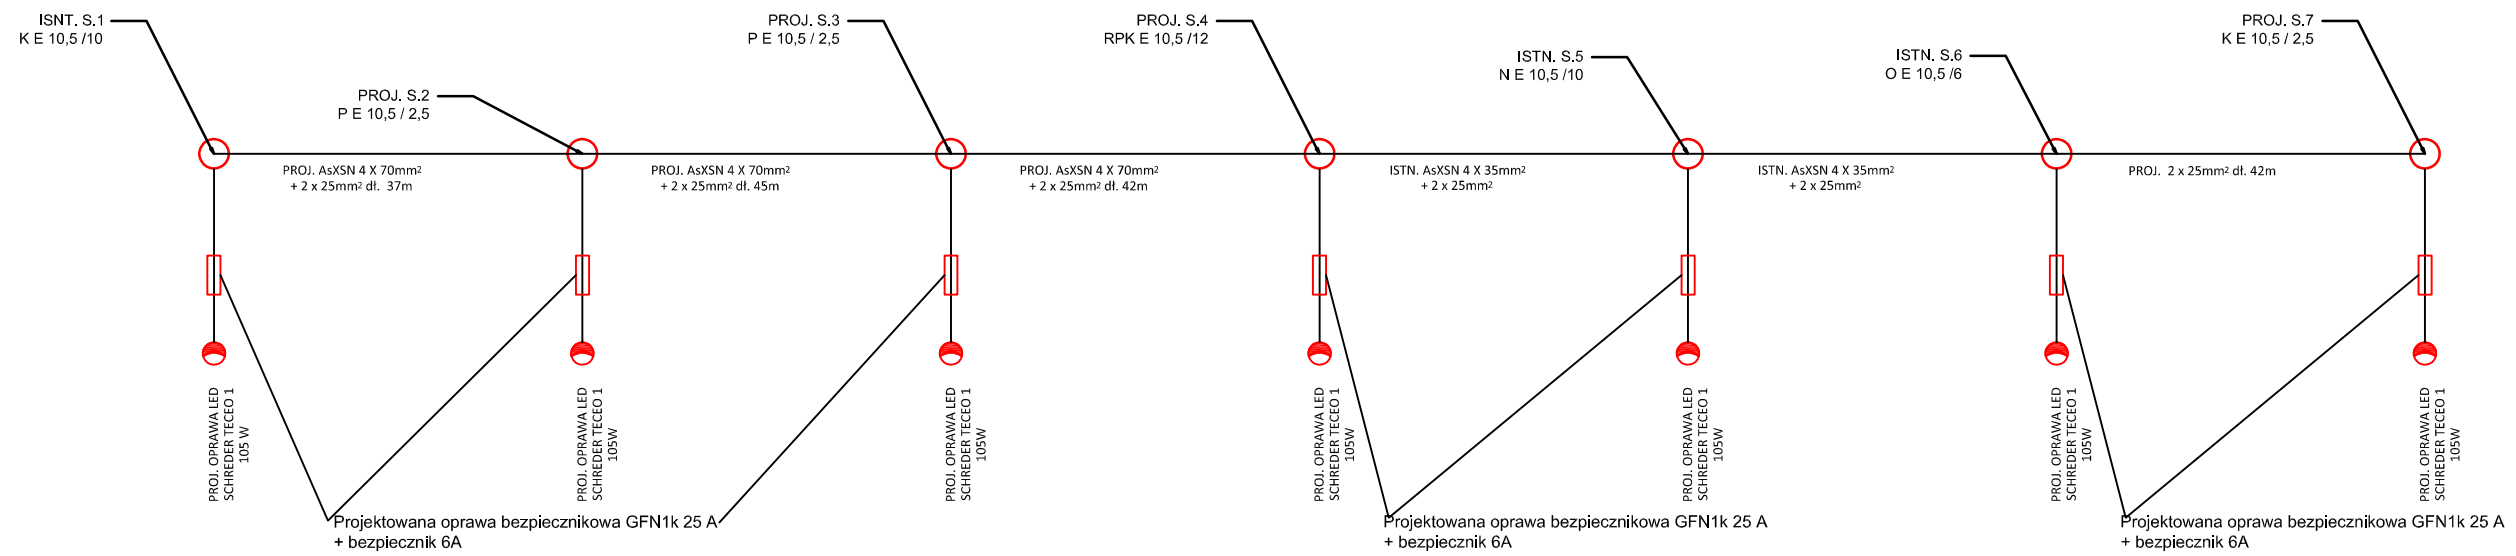 ISNT. S.1
K E 10,5 /10
PROJ. S.2
P E 10,5 / 2,5
PROJ. S.3
P E 10,5 / 2,5
PROJ. S.4
RPK E 10,5 /12
ISTN. S.5
N E 10,5 /10
ISTN. S.6
O E 10,5 /6
PROJ. S.7
K E 10,5 / 2,5
PROJ. AsXSN 4 X 70mm²
+ 2 x 25mm² dł. 37m
PROJ. AsXSN 4 X 70mm²
+ 2 x 25mm² dł. 45m
PROJ. AsXSN 4 X 70mm²
+ 2 x 25mm² dł. 42m
ISTN. AsXSN 4 X 35mm²
+ 2 x 25mm²
ISTN. AsXSN 4 X 35mm²
+ 2 x 25mm²
PROJ. 2 x 25mm² dł. 42m
PROJ. OPRAWA LED
SCHREDER TECEO 1
105 W
PROJ. OPRAWA LED
SCHREDER TECEO 1
105W
PROJ. OPRAWA LED
SCHREDER TECEO 1
105W
PROJ. OPRAWA LED
SCHREDER TECEO 1
105W
PROJ. OPRAWA LED
SCHREDER TECEO 1
105W
PROJ. OPRAWA LED
SCHREDER TECEO 1
105W
PROJ. OPRAWA LED
SCHREDER TECEO 1
105W
Projektowana oprawa bezpiecznikowa GFN1k 25 A
+ bezpiecznik 6A
Projektowana oprawa bezpiecznikowa GFN1k 25 A
+ bezpiecznik 6A
Projektowana oprawa bezpiecznikowa GFN1k 25 A
+ bezpiecznik 6A